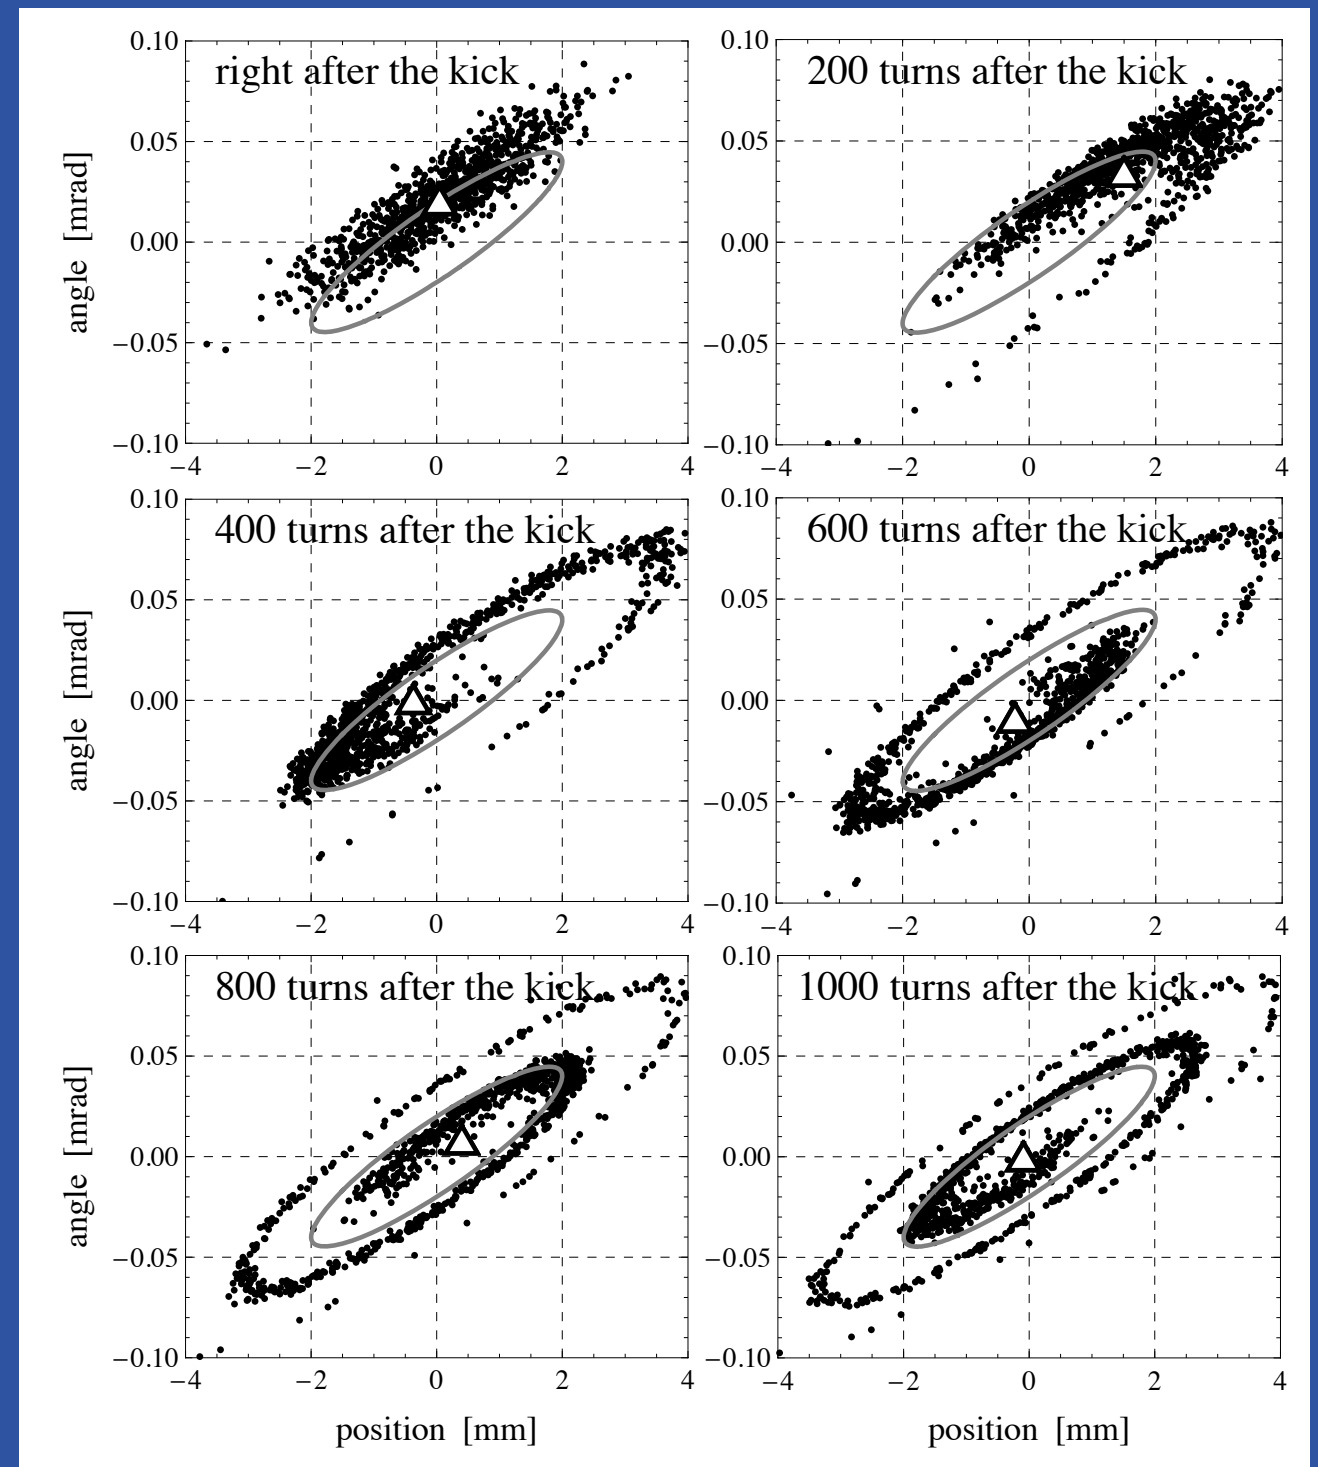 right after the kick
200 turns after the kick
0.10
0.05
0.00
−0.05
−0.10
−4 −2 0 2 4
angle [mrad]
0.10
0.05
0.00
−0.05
−0.10
−4 −2 0 2 4
400 turns after the kick
600 turns after the kick
0.10
0.05
0.00
−0.05
−0.10
−4 −2 0 2 4
angle [mrad]
0.10
0.05
0.00
−0.05
−0.10
−4 −2 0 2 4
800 turns after the kick
1000 turns after the kick
0.10
0.05
0.00
−0.05
−0.10
−4 −2 0 2 4
angle [mrad]
0.10
0.05
0.00
−0.05
−0.10
−4 −2 0 2 4
position [mm]
position [mm]